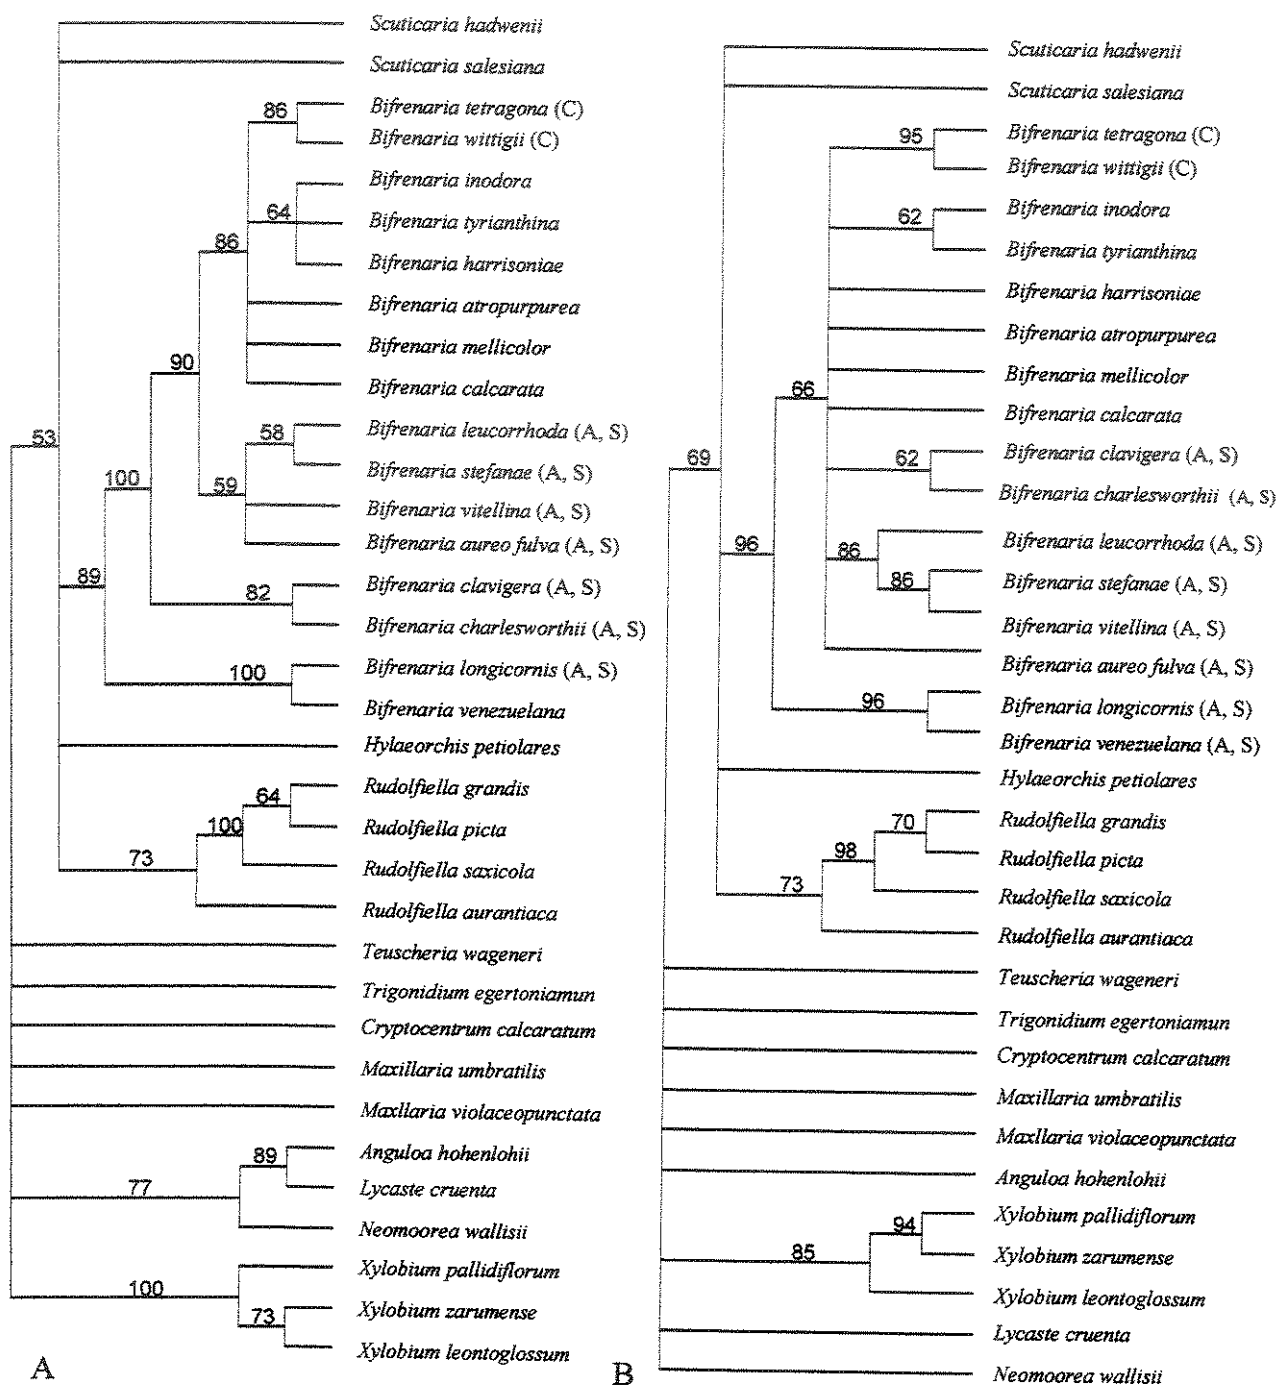 Scuticaria hadwenii
Scuticaria salesiana
86
Bifrenaria tetragona (C)
Bifrenaria wittigii (C)
Bifrenaria inodora
64
Bifrenaria tyrianthina
86
Bifrenaria harrisoniae
Bifrenaria atropurpurea
Bifrenaria mellicolor
90
Bifrenaria calcarata
53
58
Bifrenaria leucorrhoda (A, S)
Bifrenaria stefanae (A, S)
100
59
Bifrenaria vitellina (A, S)
Bifrenaria aureo fulva (A, S)
89
Bifrenaria clavigera (A, S)
82
Bifrenaria charlesworthii (A, S)
Bifrenaria longicornis (A, S)
100
Bifrenaria venezuelana
Hylaeorchis petiolares
Rudolfiella grandis
64
Rudolfiella picta
100
Rudolfiella saxicola
73
Rudolfiella aurantiaca
Teuscheria wageneri
Trigonidium egertoniamun
Cryptocentrum calcaratum
Maxillaria umbratilis
Maxllaria violaceopunctata
Anguloa hohenlohii
89
Lycaste cruenta
77
Neomoorea wallisii
Xylobium pallidiflorum
100
Xylobium zarumense
73
Xylobium leontoglossum
A
Scuticaria hadwenii
Scuticaria salesiana
95
Bifrenaria tetragona (C)
Bifrenaria wittigii (C)
Bifrenaria inodora
62
Bifrenaria tyrianthina
Bifrenaria harrisoniae
Bifrenaria atropurpurea
Bifrenaria mellicolor
66
Bifrenaria calcarata
Bifrenaria clavigera (A, S)
69
62
Bifrenaria charlesworthii (A, S)
Bifrenaria leucorrhoda (A, S)
96
86
Bifrenaria stefanae (A, S)
86
Bifrenaria vitellina (A, S)
Bifrenaria aureo fulva (A, S)
Bifrenaria longicornis (A, S)
96
Bifrenaria venezuelana (A, S)
Hylaeorchis petiolares
Rudolfiella grandis
70
Rudolfiella picta
98
Rudolfiella saxicola
73
Rudolfiella aurantiaca
Teuscheria wageneri
Trigonidium egertoniamun
Cryptocentrum calcaratum
Maxillaria umbratilis
Maxllaria violaceopunctata
Anguloa hohenlohii
Xylobium pallidiflorum
94
Xylobium zarumense
85
Xylobium leontoglossum
Lycaste cruenta
Neomoorea wallisii
B